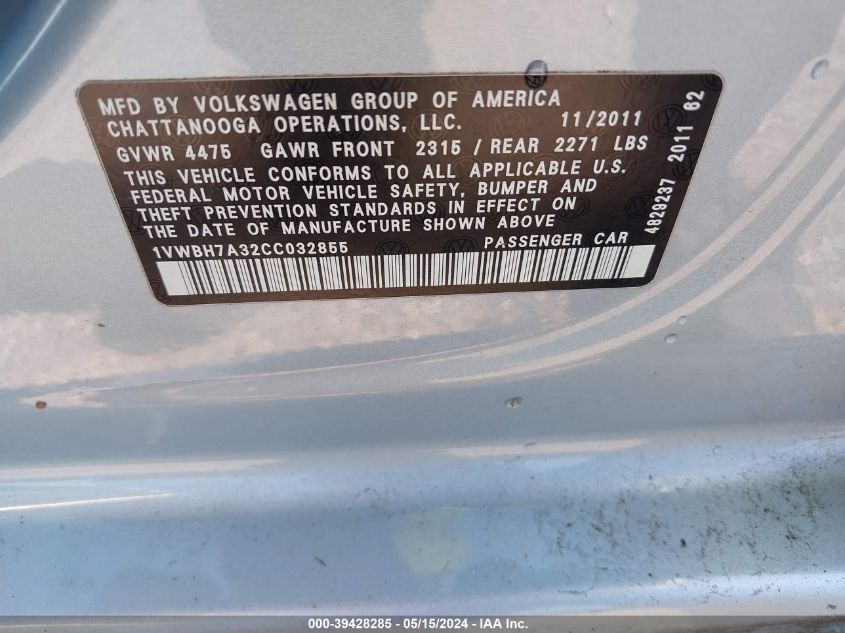 MFD BY VOLKSWAGEN GROUP OF AMERICA
CHATTANOOGA OPERATIONS, LLC. 11/2011
GVWR 4475 GAWR FRONT 2315 / REAR 2271 LBS
THIS VEHICLE CONFORMS TO ALL APPLICABLE U.S.
FEDERAL MOTOR VEHICLE SAFETY, BUMPER AND
THEFT PREVENTION STANDARDS IN EFFECT ON
THE DATE OF MANUFACTURE SHOWN ABOVE
1VWBH7A32CC032855 PASSENGER CAR
4829237 2011 62
000-39428285 - 05/15/2024 - IAA Inc.